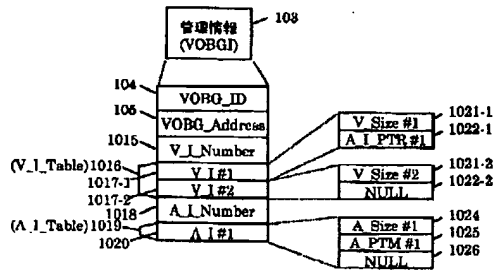 管理情報 103
(VOBGI)
104 VOBG_ID
105 VOBG_Address
1015 V_I_Number
(V_I_Table)1016
1017-1 V_I#1
1017-2 V_I#2
1018 A_I_Number
(A_I_Table)1019
1020 A_I#1
V_Size #1 1021-1
A_I_PTR #1 1022-1
V_Size #2 1021-2
NULL 1022-2
A_Size #1 1024
A_PTM #1 1025
NULL 1026